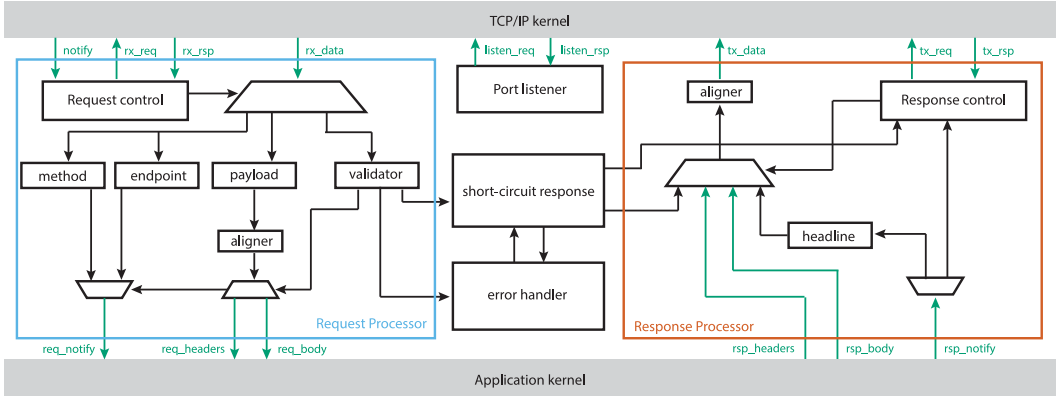 TCP/IP kernel
notify
rx_req
rx_rsp
rx_data
listen_req
listen_rsp
tx_data
tx_req
tx_rsp
Request control
Port listener
aligner
Response control
method
endpoint
payload
validator
short-circuit response
aligner
headline
error handler
Request Processor
Response Processor
req_notify
req_headers
req_body
rsp_headers
rsp_body
rsp_notify
Application kernel